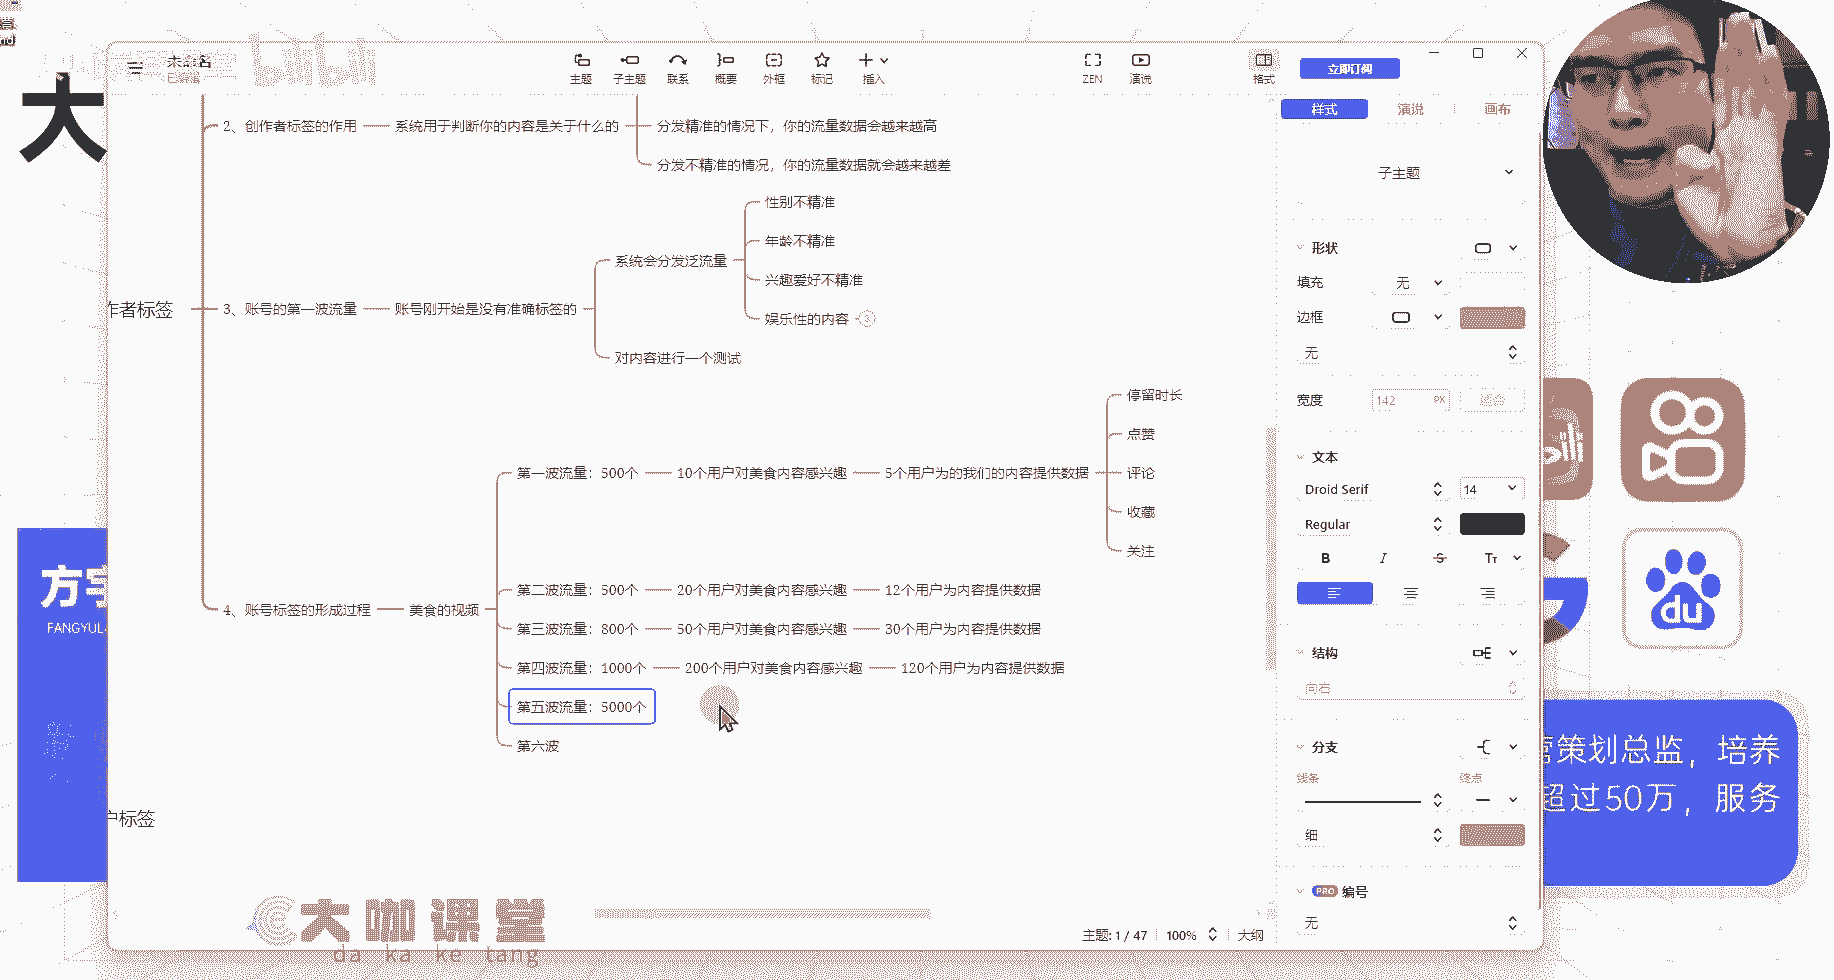 nd
大
未命名
已编辑
bilibili
主题
子主题
联系
概要
外框
标记
插入
ZEN
演说
格式
立即订阅
样式
演说
画布
2、创作者标签的作用
系统用于判断你的内容是关于什么的
分发精准的情况下，你的流量数据会越来越高
分发不精准的情况，你的流量数据就会越来越差
作者标签
3、账号的第一波流量
账号刚开始是没有准确标签的
系统会分发泛流量
性别不精准
年龄不精准
兴趣爱好不精准
娱乐性的内容
对内容进行一个测试
4、账号标签的形成过程
美食的视频
第一波流量：500个
10个用户对美食内容感兴趣
5个用户为的我们的内容提供数据
停留时长
点赞
评论
收藏
关注
第二波流量：500个
20个用户对美食内容感兴趣
12个用户为内容提供数据
第三波流量：800个
50个用户对美食内容感兴趣
30个用户为内容提供数据
第四波流量：1000个
200个用户对美食内容感兴趣
120个用户为内容提供数据
第五波流量：5000个
第六波
户标签
子主题
形状
填充
无
边框
无
宽度
142
PX
适合
文本
Droid Serif
14
Regular
B
I
S
TT
结构
向右
分支
线条
终点
细
PRO
编号
无
主题: 1 / 47
100%
大纲
方宇
FANGYUL
bili
du
营策划总监，培养
超过50万，服务
大咖课堂
da ka ke tang